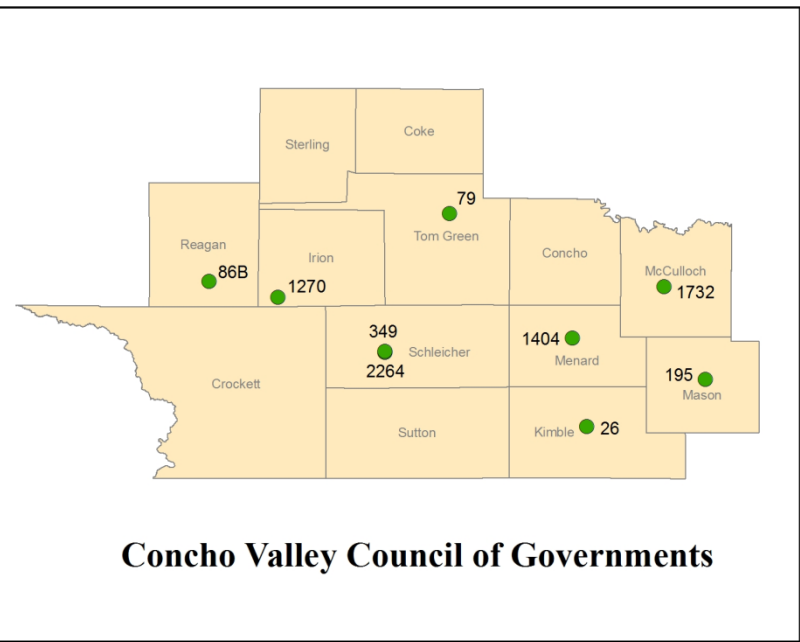 Coke
Sterling
79
Tom Green
Reagan
Irion
Concho
86B
McCulloch
1270
1732
349
1404
Schleicher
Menard
2264
195
Crockett
Mason
Sutton
Kimble
26
Concho Valley Council of Governments